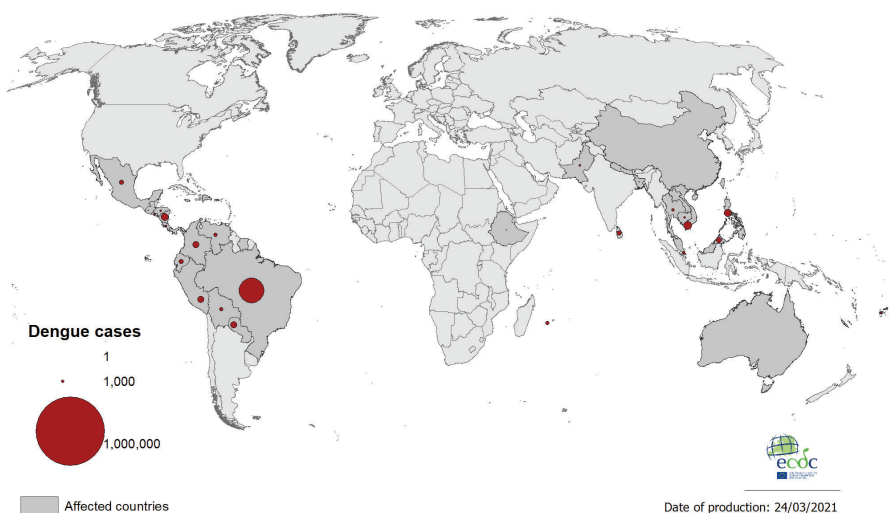 Dengue cases
1
1,000
1,000,000
Affected countries
ecdc
Date of production: 24/03/2021